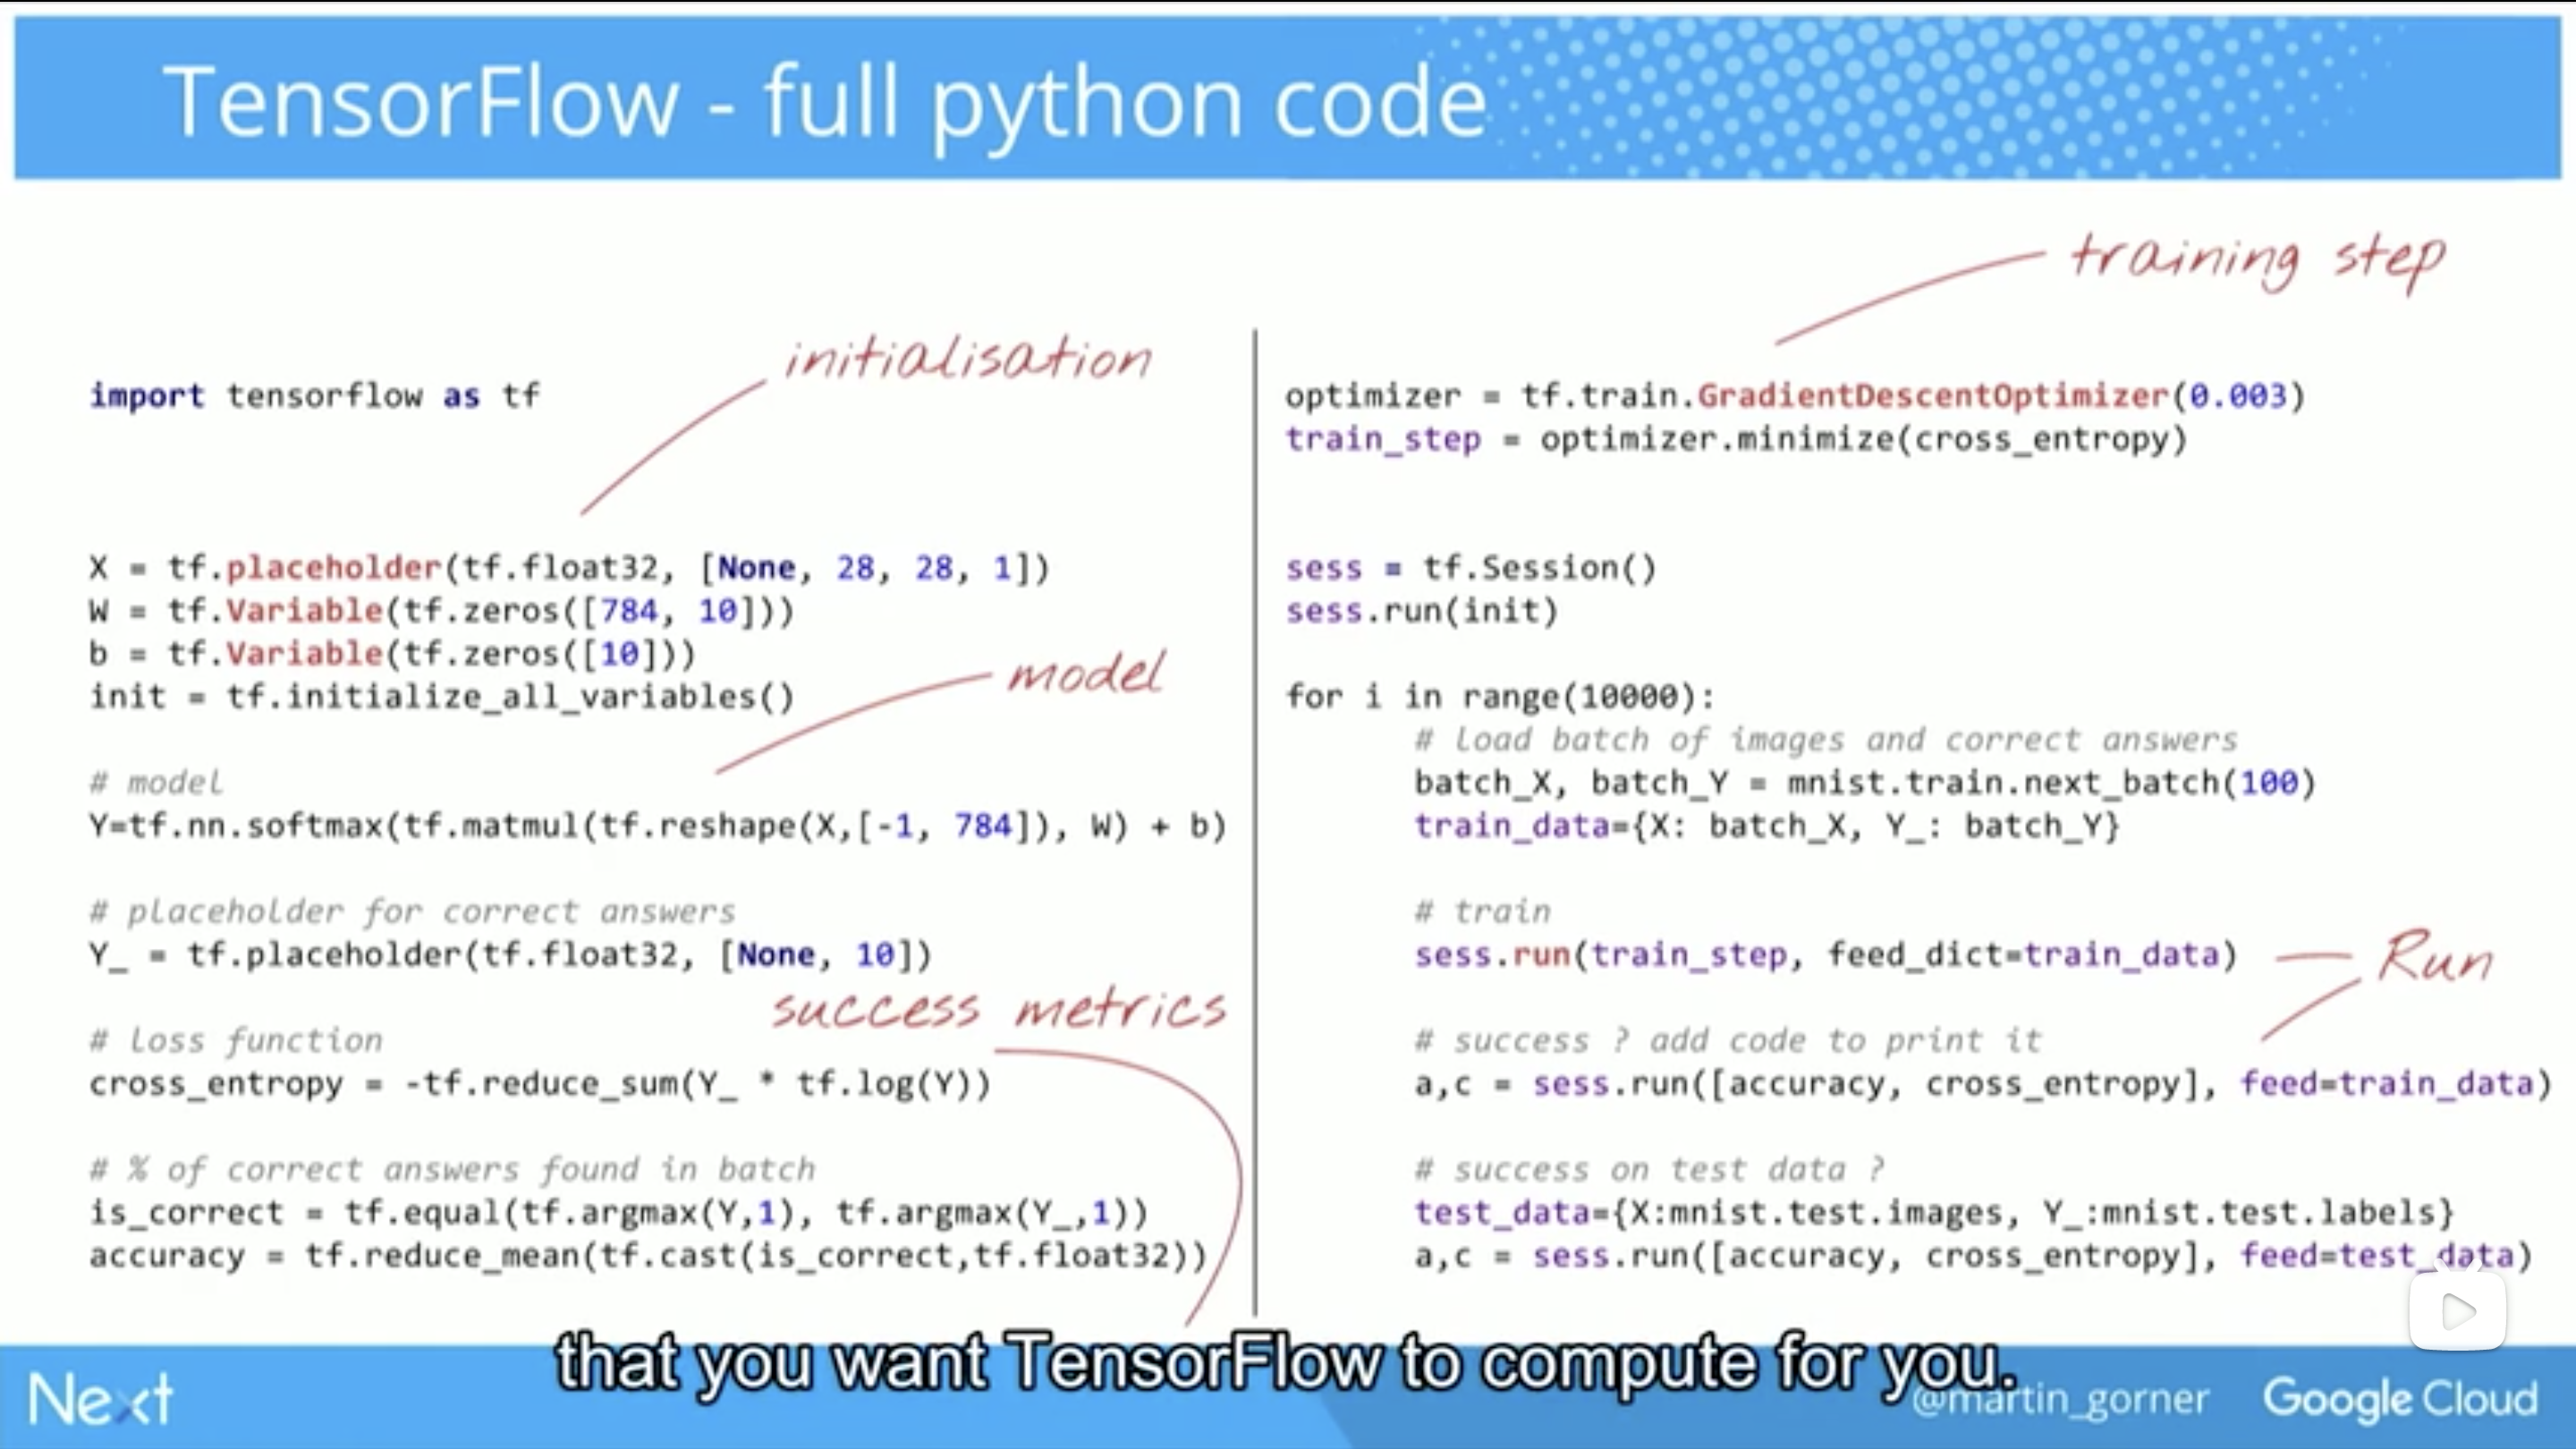 TensorFlow - full python code
initialisation
import tensorflow as tf
X = tf.placeholder(tf.float32, [None, 28, 28, 1])
W = tf.Variable(tf.zeros([784, 10]))
b = tf.Variable(tf.zeros([10]))
init = tf.initialize_all_variables()
model
# model
Y=tf.nn.softmax(tf.matmul(tf.reshape(X,[-1, 784]), W) + b)
# placeholder for correct answers
Y_ = tf.placeholder(tf.float32, [None, 10])
success metrics
# loss function
cross_entropy = -tf.reduce_sum(Y_ * tf.log(Y))
# % of correct answers found in batch
is_correct = tf.equal(tf.argmax(Y,1), tf.argmax(Y_,1))
accuracy = tf.reduce_mean(tf.cast(is_correct,tf.float32))
training step
optimizer = tf.train.GradientDescentOptimizer(0.003)
train_step = optimizer.minimize(cross_entropy)
sess = tf.Session()
sess.run(init)
for i in range(10000):
# load batch of images and correct answers
batch_X, batch_Y = mnist.train.next_batch(100)
train_data={X: batch_X, Y_: batch_Y}
# train
sess.run(train_step, feed_dict=train_data)
Run
# success ? add code to print it
a,c = sess.run([accuracy, cross_entropy], feed=train_data)
# success on test data ?
test_data={X:mnist.test.images, Y_:mnist.test.labels}
a,c = sess.run([accuracy, cross_entropy], feed=test_data)
that you want TensorFlow to compute for you.
Next
@martin_gorner
Google Cloud